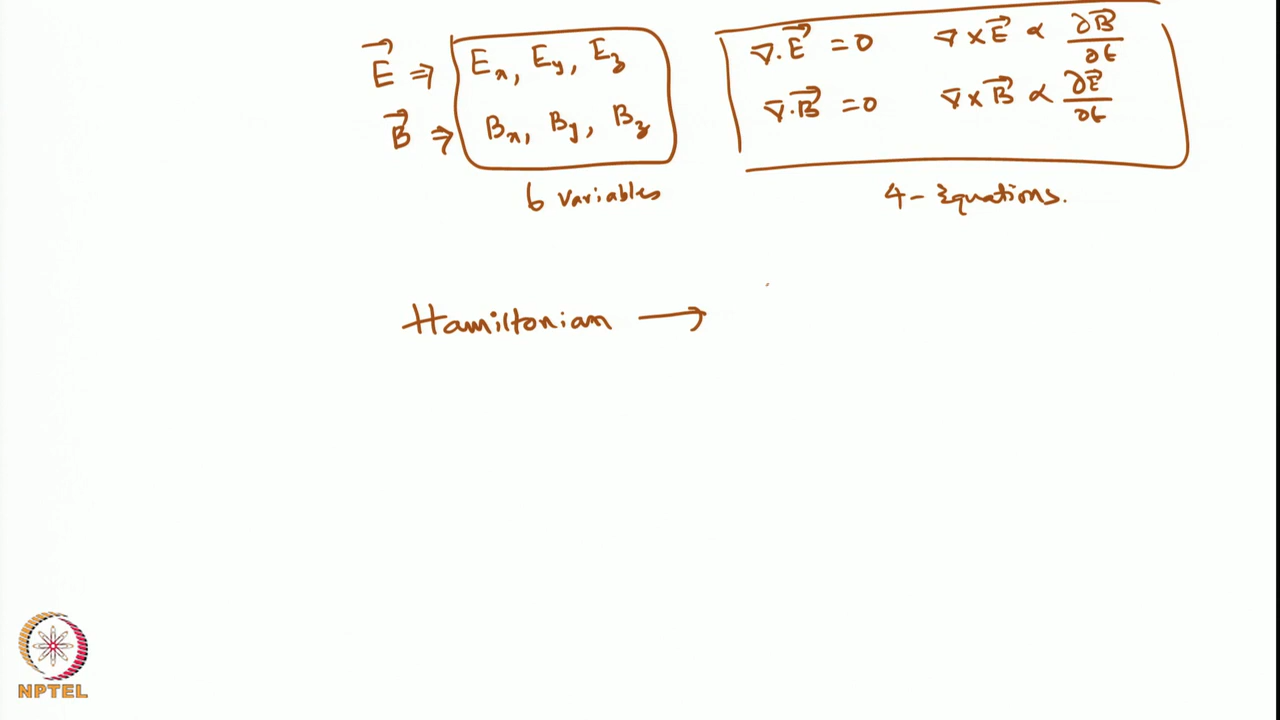 E⃗ ⇒ Eₓ, Eᵧ, E_z
B⃗ ⇒ Bₓ, Bᵧ, B_z
6 variables
∇.E⃗ = 0 ∇×E⃗ ∝ ∂B⃗/∂t
∇.B⃗ = 0 ∇×B⃗ ∝ ∂E⃗/∂t
4 - Equations.
Hamiltonian →
NPTEL